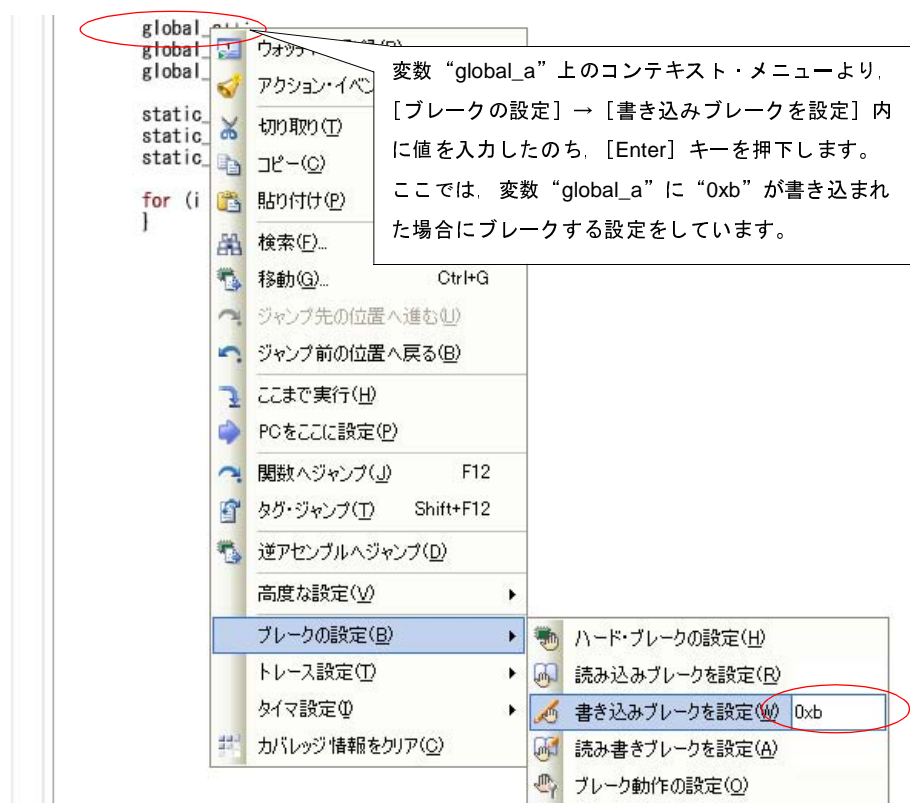 global_
global_
global_
static_
static_
static_
for (i
}
変数“global_a”上のコンテキスト・メニューより，
［ブレークの設定］→［書き込みブレークを設定］内
に値を入力したのち，［Enter］キーを押下します。
ここでは，変数“global_a”に“0xb”が書き込まれ
た場合にブレークする設定をしています。
ウォッチ
アクション・イベン
切り取り(T)
コピー(C)
貼り付け(P)
検索(F)...
移動(G)... Ctrl+G
ジャンプ先の位置へ進む(U)
ジャンプ前の位置へ戻る(B)
ここまで実行(H)
PCをここに設定(P)
関数へジャンプ(J) F12
タグ・ジャンプ(T) Shift+F12
逆アセンブルへジャンプ(D)
高度な設定(V)
ブレークの設定(B)
トレース設定(T)
タイマ設定(I)
カバレッジ情報をクリア(C)
ハード・ブレークの設定(H)
読み込みブレークを設定(R)
書き込みブレークを設定(W) 0xb
読み書きブレークを設定(A)
ブレーク動作の設定(O)